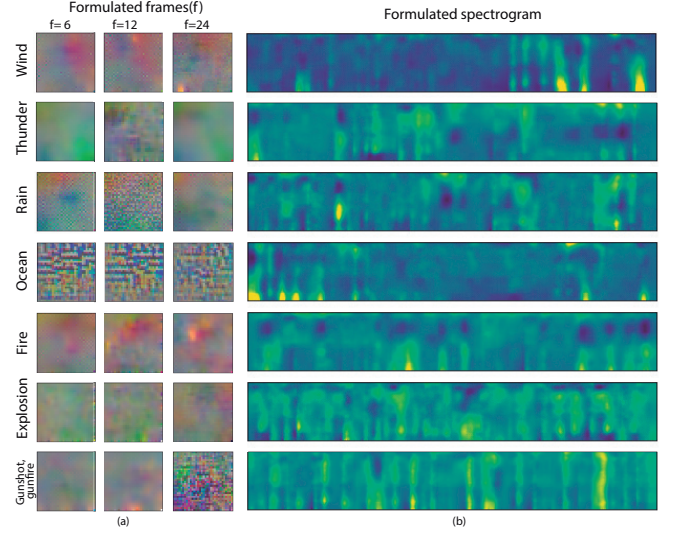 Formulated frames(f)
Formulated spectrogram
f= 6
f=12
f=24
Wind
Thunder
Rain
Ocean
Fire
Explosion
Gunshot,
gunfire
(a)
(b)